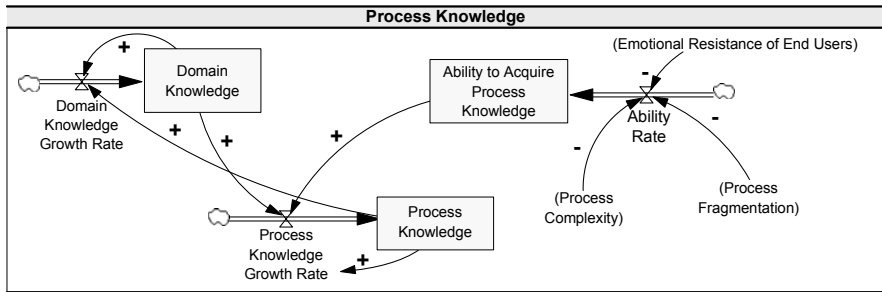 Process Knowledge
+
Domain
Knowledge
Domain
Knowledge
Growth Rate
+
+
Ability to Acquire
Process
Knowledge
+
(Emotional Resistance of End Users)
-
Ability
Rate
-
-
(Process
Complexity)
(Process
Fragmentation)
Process
Knowledge
Growth Rate
Process
Knowledge
+